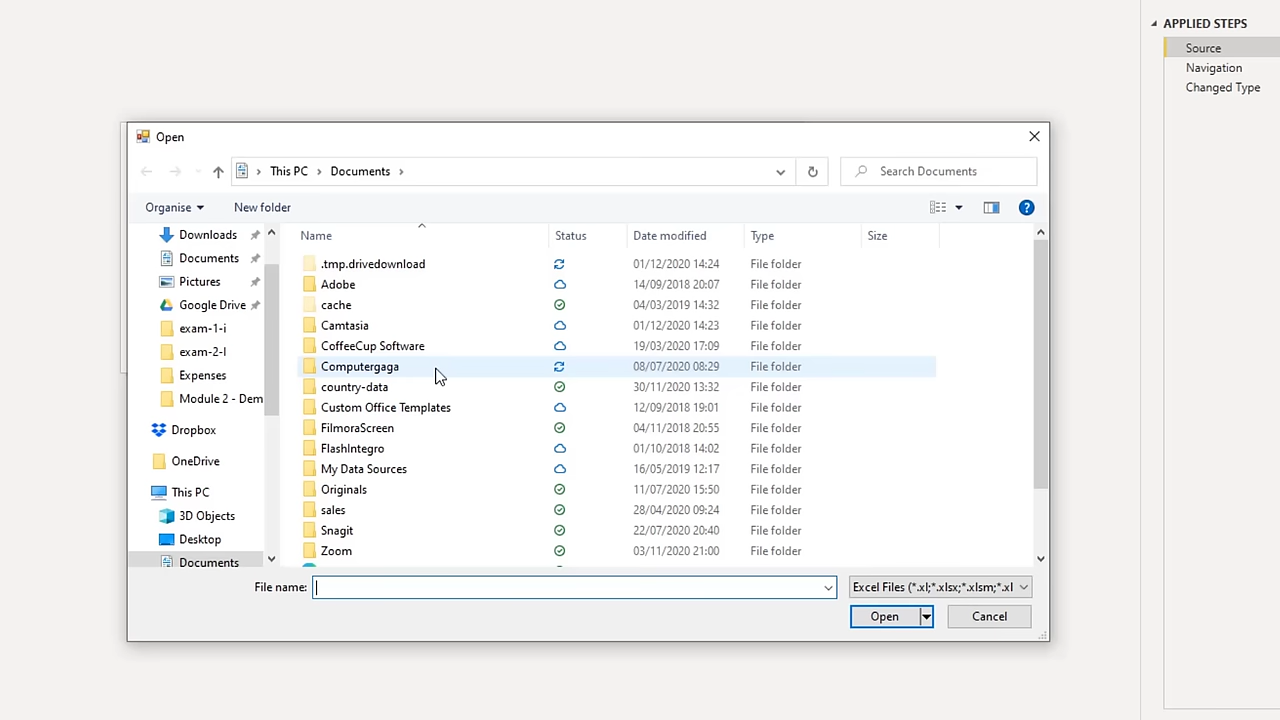 APPLIED STEPS
Source
Navigation
Changed Type
Open
This PC > Documents >
Search Documents
Organise
New folder
Name Status Date modified Type Size
Downloads
Documents
Pictures
Google Drive
exam-1-i
exam-2-I
Expenses
Module 2 - Dem
Dropbox
OneDrive
This PC
3D Objects
Desktop
Documents
.tmp.drivedownload 01/12/2020 14:24 File folder
Adobe 14/09/2018 20:07 File folder
cache 04/03/2019 14:32 File folder
Camtasia 01/12/2020 14:23 File folder
CoffeeCup Software 19/03/2020 17:09 File folder
Computergaga 08/07/2020 08:29 File folder
country-data 30/11/2020 13:32 File folder
Custom Office Templates 12/09/2018 19:01 File folder
FilmoraScreen 04/11/2018 20:55 File folder
FlashIntegro 01/10/2018 14:02 File folder
My Data Sources 16/05/2019 12:17 File folder
Originals 11/07/2020 15:50 File folder
sales 28/04/2020 09:24 File folder
Snagit 22/07/2020 20:40 File folder
Zoom 03/11/2020 21:00 File folder
File name:
Excel Files (*.xl;*.xlsx;*.xlsm;*.xl
Open
Cancel